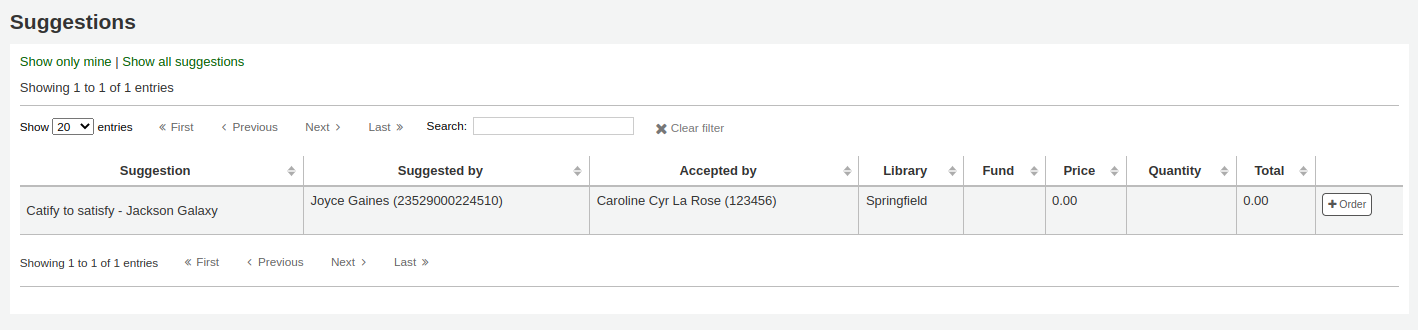 Suggestions
Show only mine | Show all suggestions
Showing 1 to 1 of 1 entries
Show 20 entries First Previous Next Last Search: Clear filter
Suggestion Suggested by Accepted by Library Fund Price Quantity Total
Catify to satisfy - Jackson Galaxy Joyce Gaines (23529000224510) Caroline Cyr La Rose (123456) Springfield 0.00 0.00 Order
Showing 1 to 1 of 1 entries First Previous Next Last